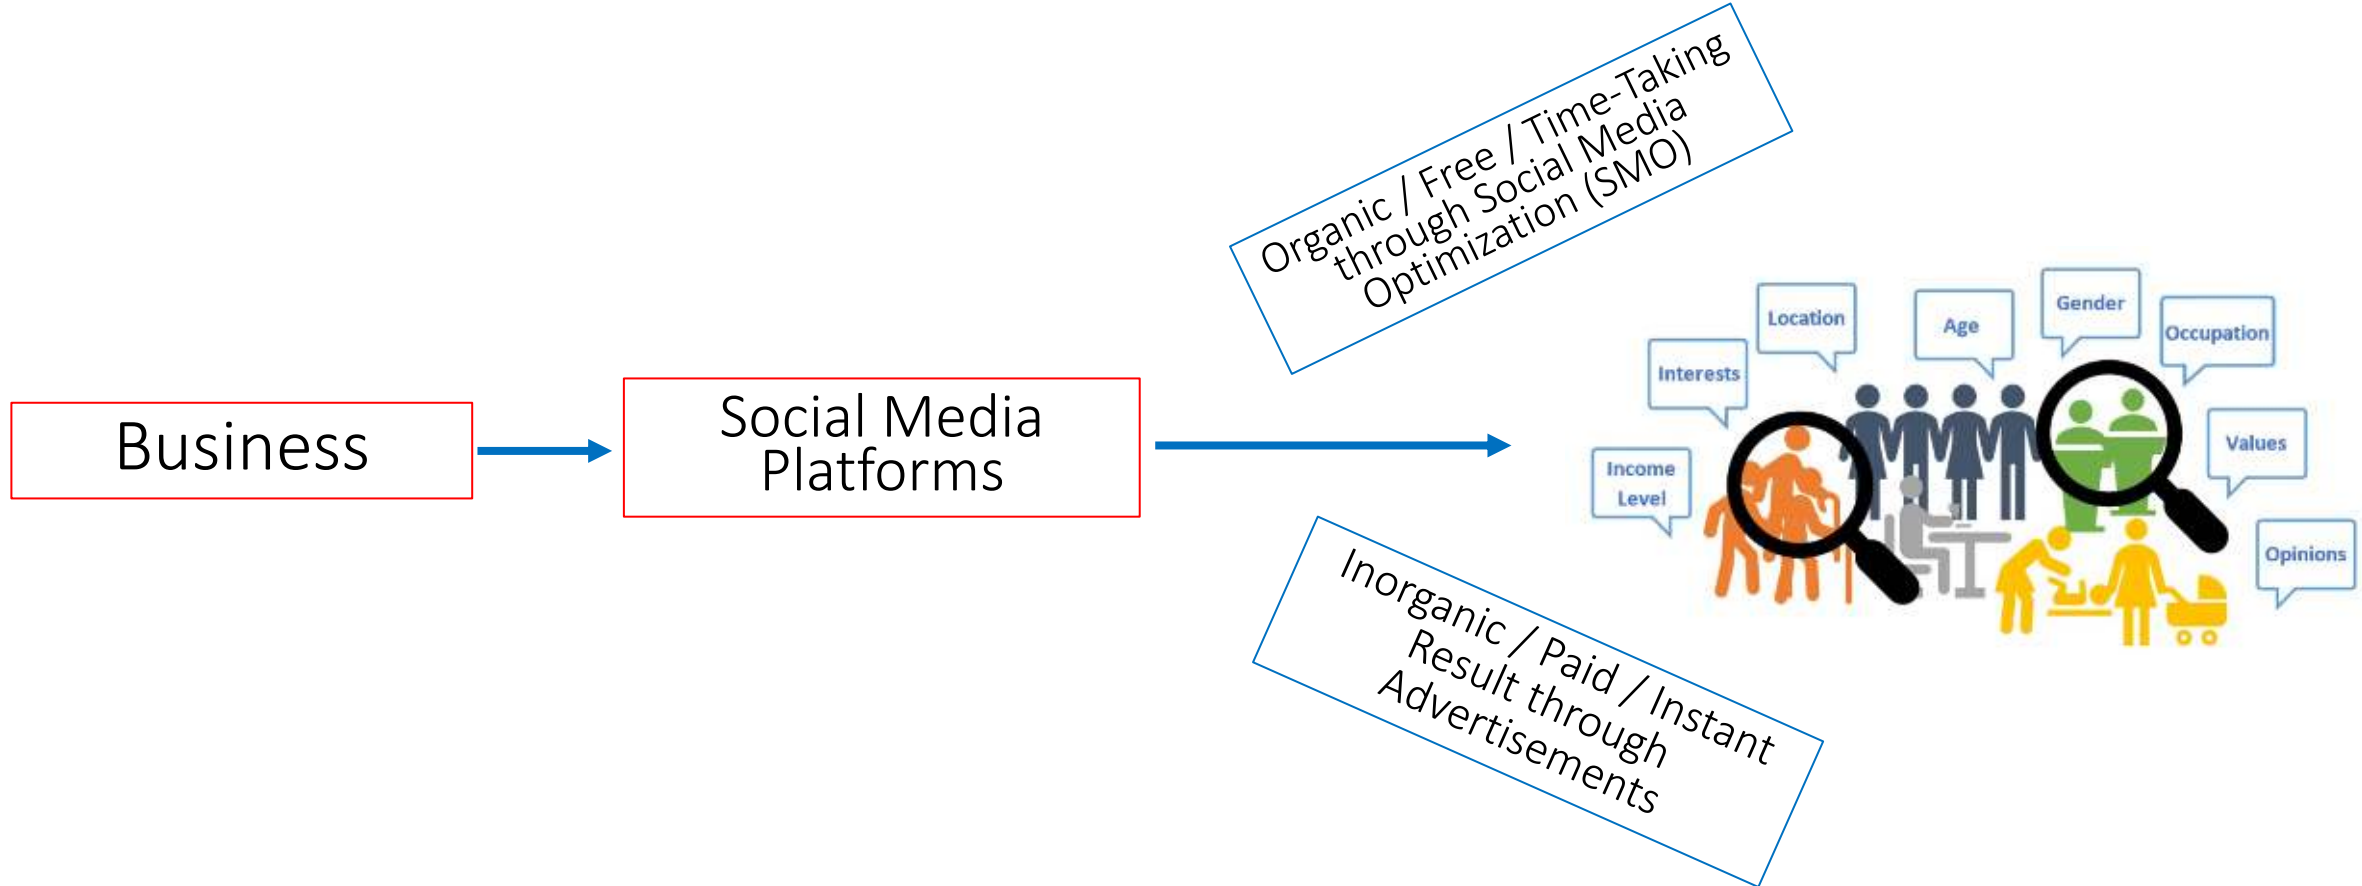 Business
Social Media
Platforms
Organic / Free / Time-Taking
through Social Media
Optimization (SMO)
Inorganic / Paid / Instant
Result through
Advertisements
Income
Level
Interests
Location
Age
Gender
Occupation
Values
Opinions